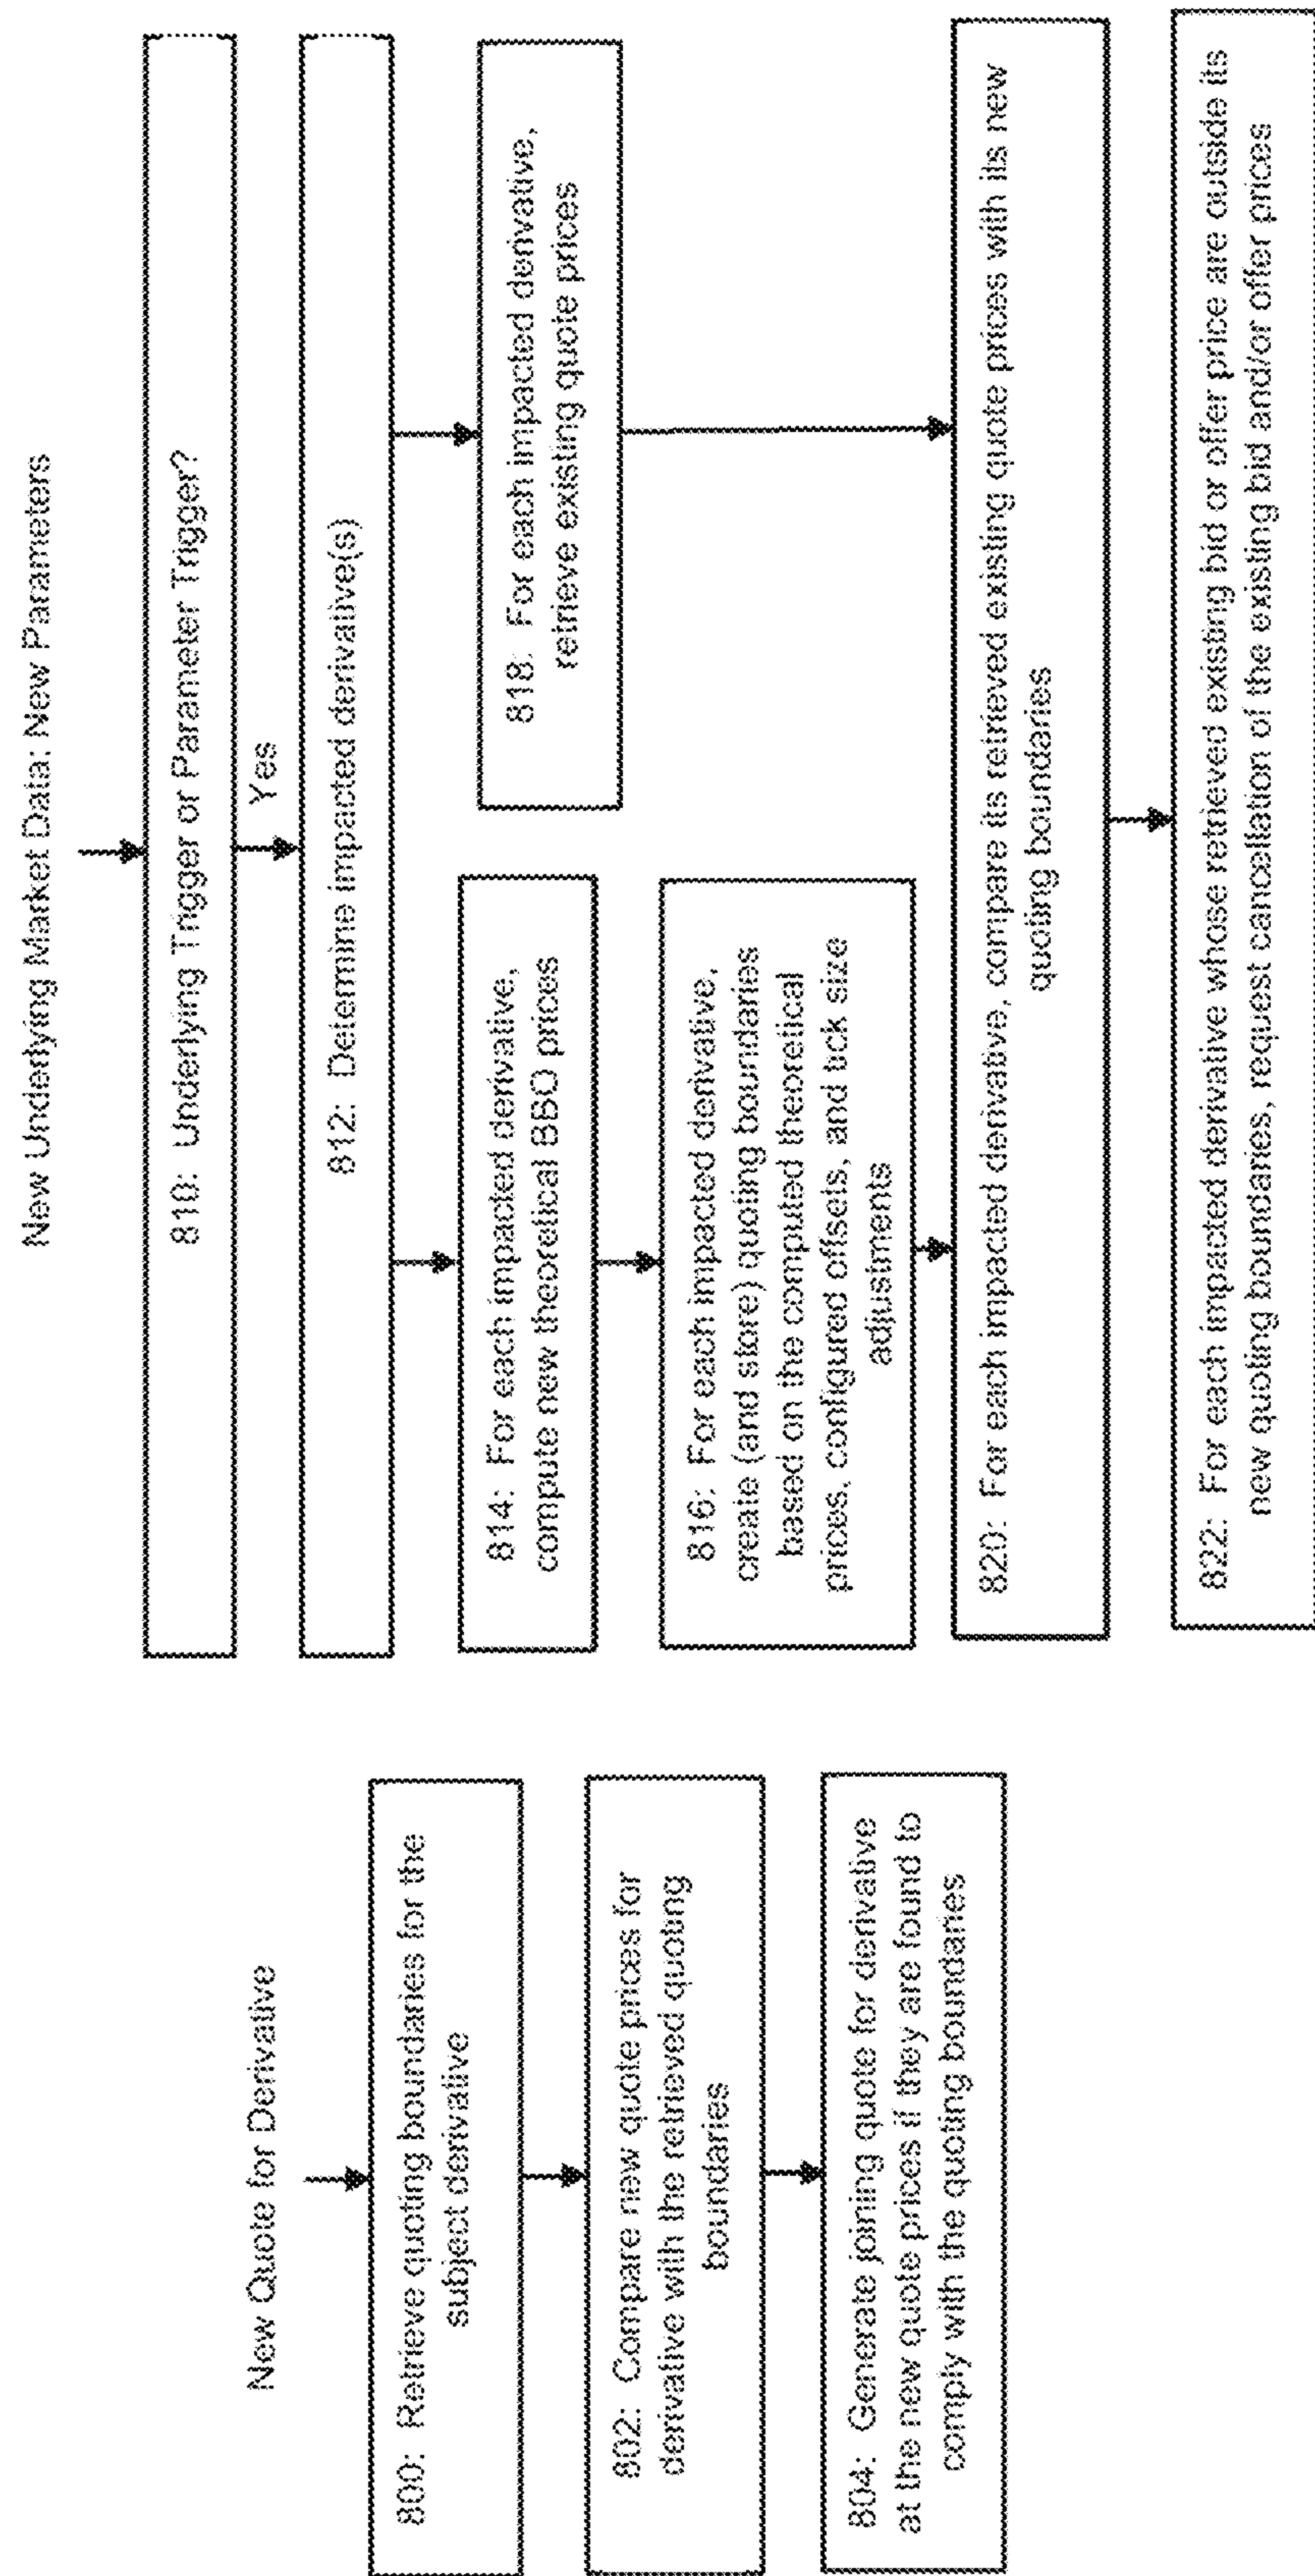 New Quote for Derivative
800: Retrieve quoting boundaries for the
subject derivative
802: Compare new quote prices for
derivative with the retrieved quoting
boundaries
804: Generate joining quote for derivative
at the new quote prices if they are found to
comply with the quoting boundaries
New Underlying Market Data; New Parameters
810: Underlying Trigger or Parameter Trigger?
Yes
812: Determine impacted derivative(s)
814: For each impacted derivative,
compute new theoretical BBO prices
816: For each impacted derivative,
create (and store) quoting boundaries
based on the computed theoretical
prices, configured offsets, and tick size
adjustments
818: For each impacted derivative,
retrieve existing quote prices
820: For each impacted derivative, compare its retrieved existing quote prices with its new
quoting boundaries
822: For each impacted derivative whose retrieved existing bid or offer price are outside its
new quoting boundaries, request cancellation of the existing bid and/or offer prices